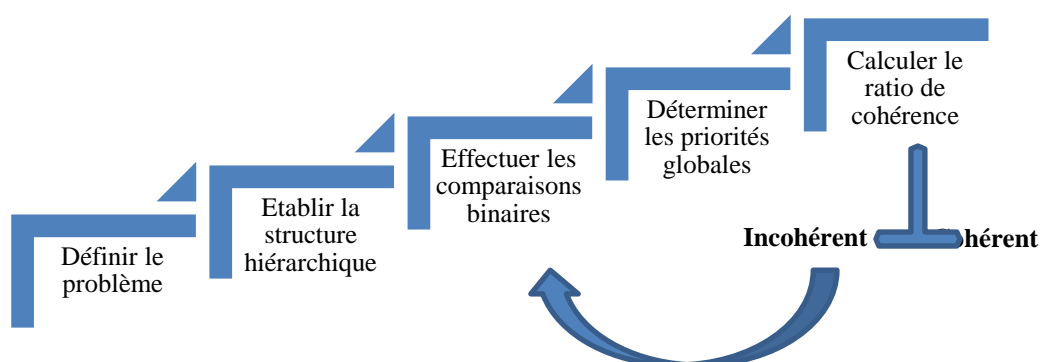 Définir le
problème
Etablir la
structure
hiérarchique
Effectuer les
comparaisons
binaires
Déterminer
les priorités
globales
Calculer le
ratio de
cohérence
Incohérent